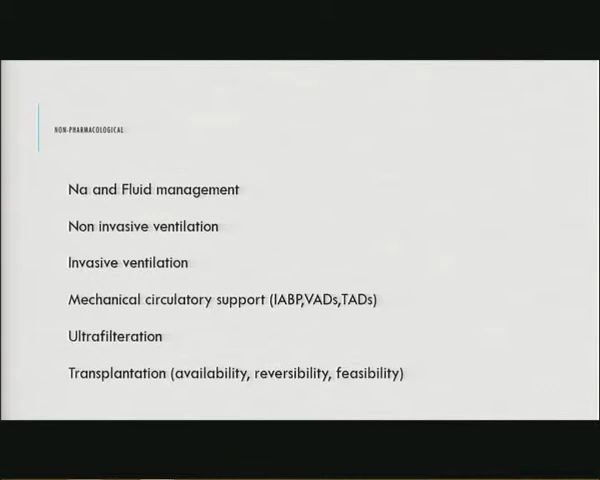 NON-PHARMACOLOGICAL
Na and Fluid management
Non invasive ventilation
Invasive ventilation
Mechanical circulatory support (IABP,VADs,TADs)
Ultrafilteration
Transplantation (availability, reversibility, feasibility)